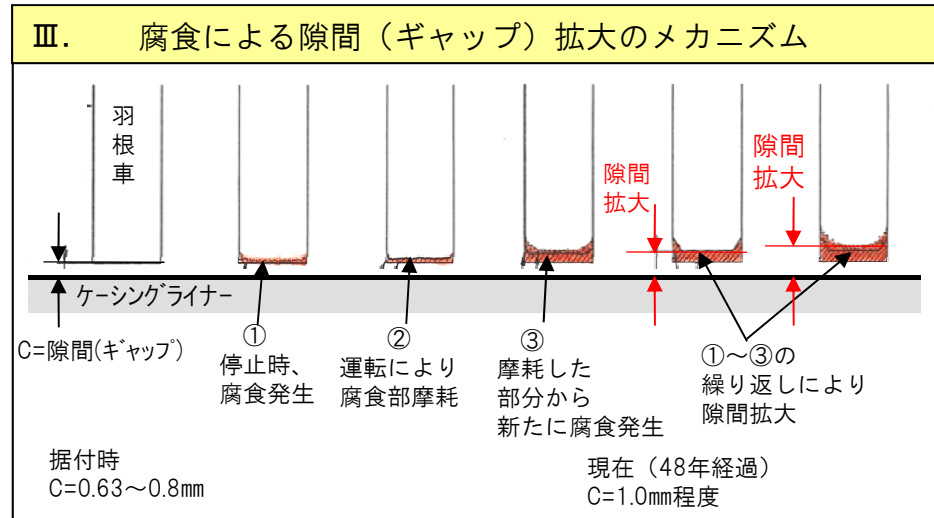 Ⅲ. 腐食による隙間（ギャップ）拡大のメカニズム
羽根車
隙間
拡大
隙間
拡大
ケーシングライナー
C=隙間(ギャップ)
①
停止時、
腐食発生
②
運転により
腐食部摩耗
③
摩耗した
部分から
新たに腐食発生
①～③の
繰り返しにより
隙間拡大
据付時
C=0.63～0.8㎜
現在（48年経過）
C=1.0㎜程度